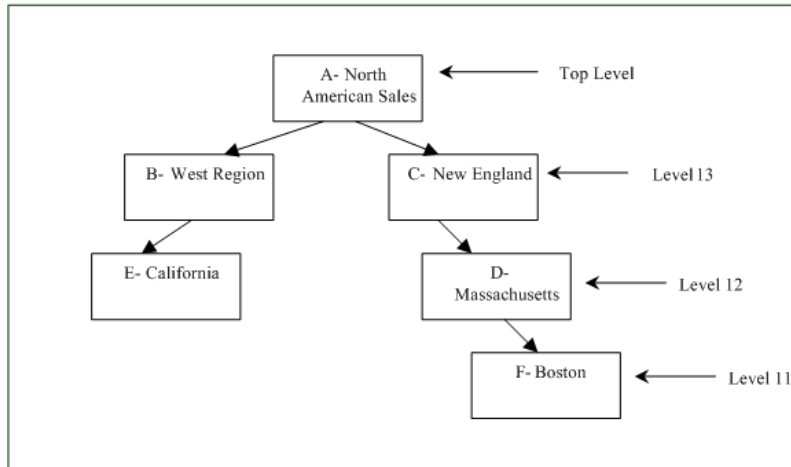 A- North
American Sales
Top Level
B- West Region
C- New England
Level 13
E- California
D-
Massachusetts
Level 12
F- Boston
Level 11